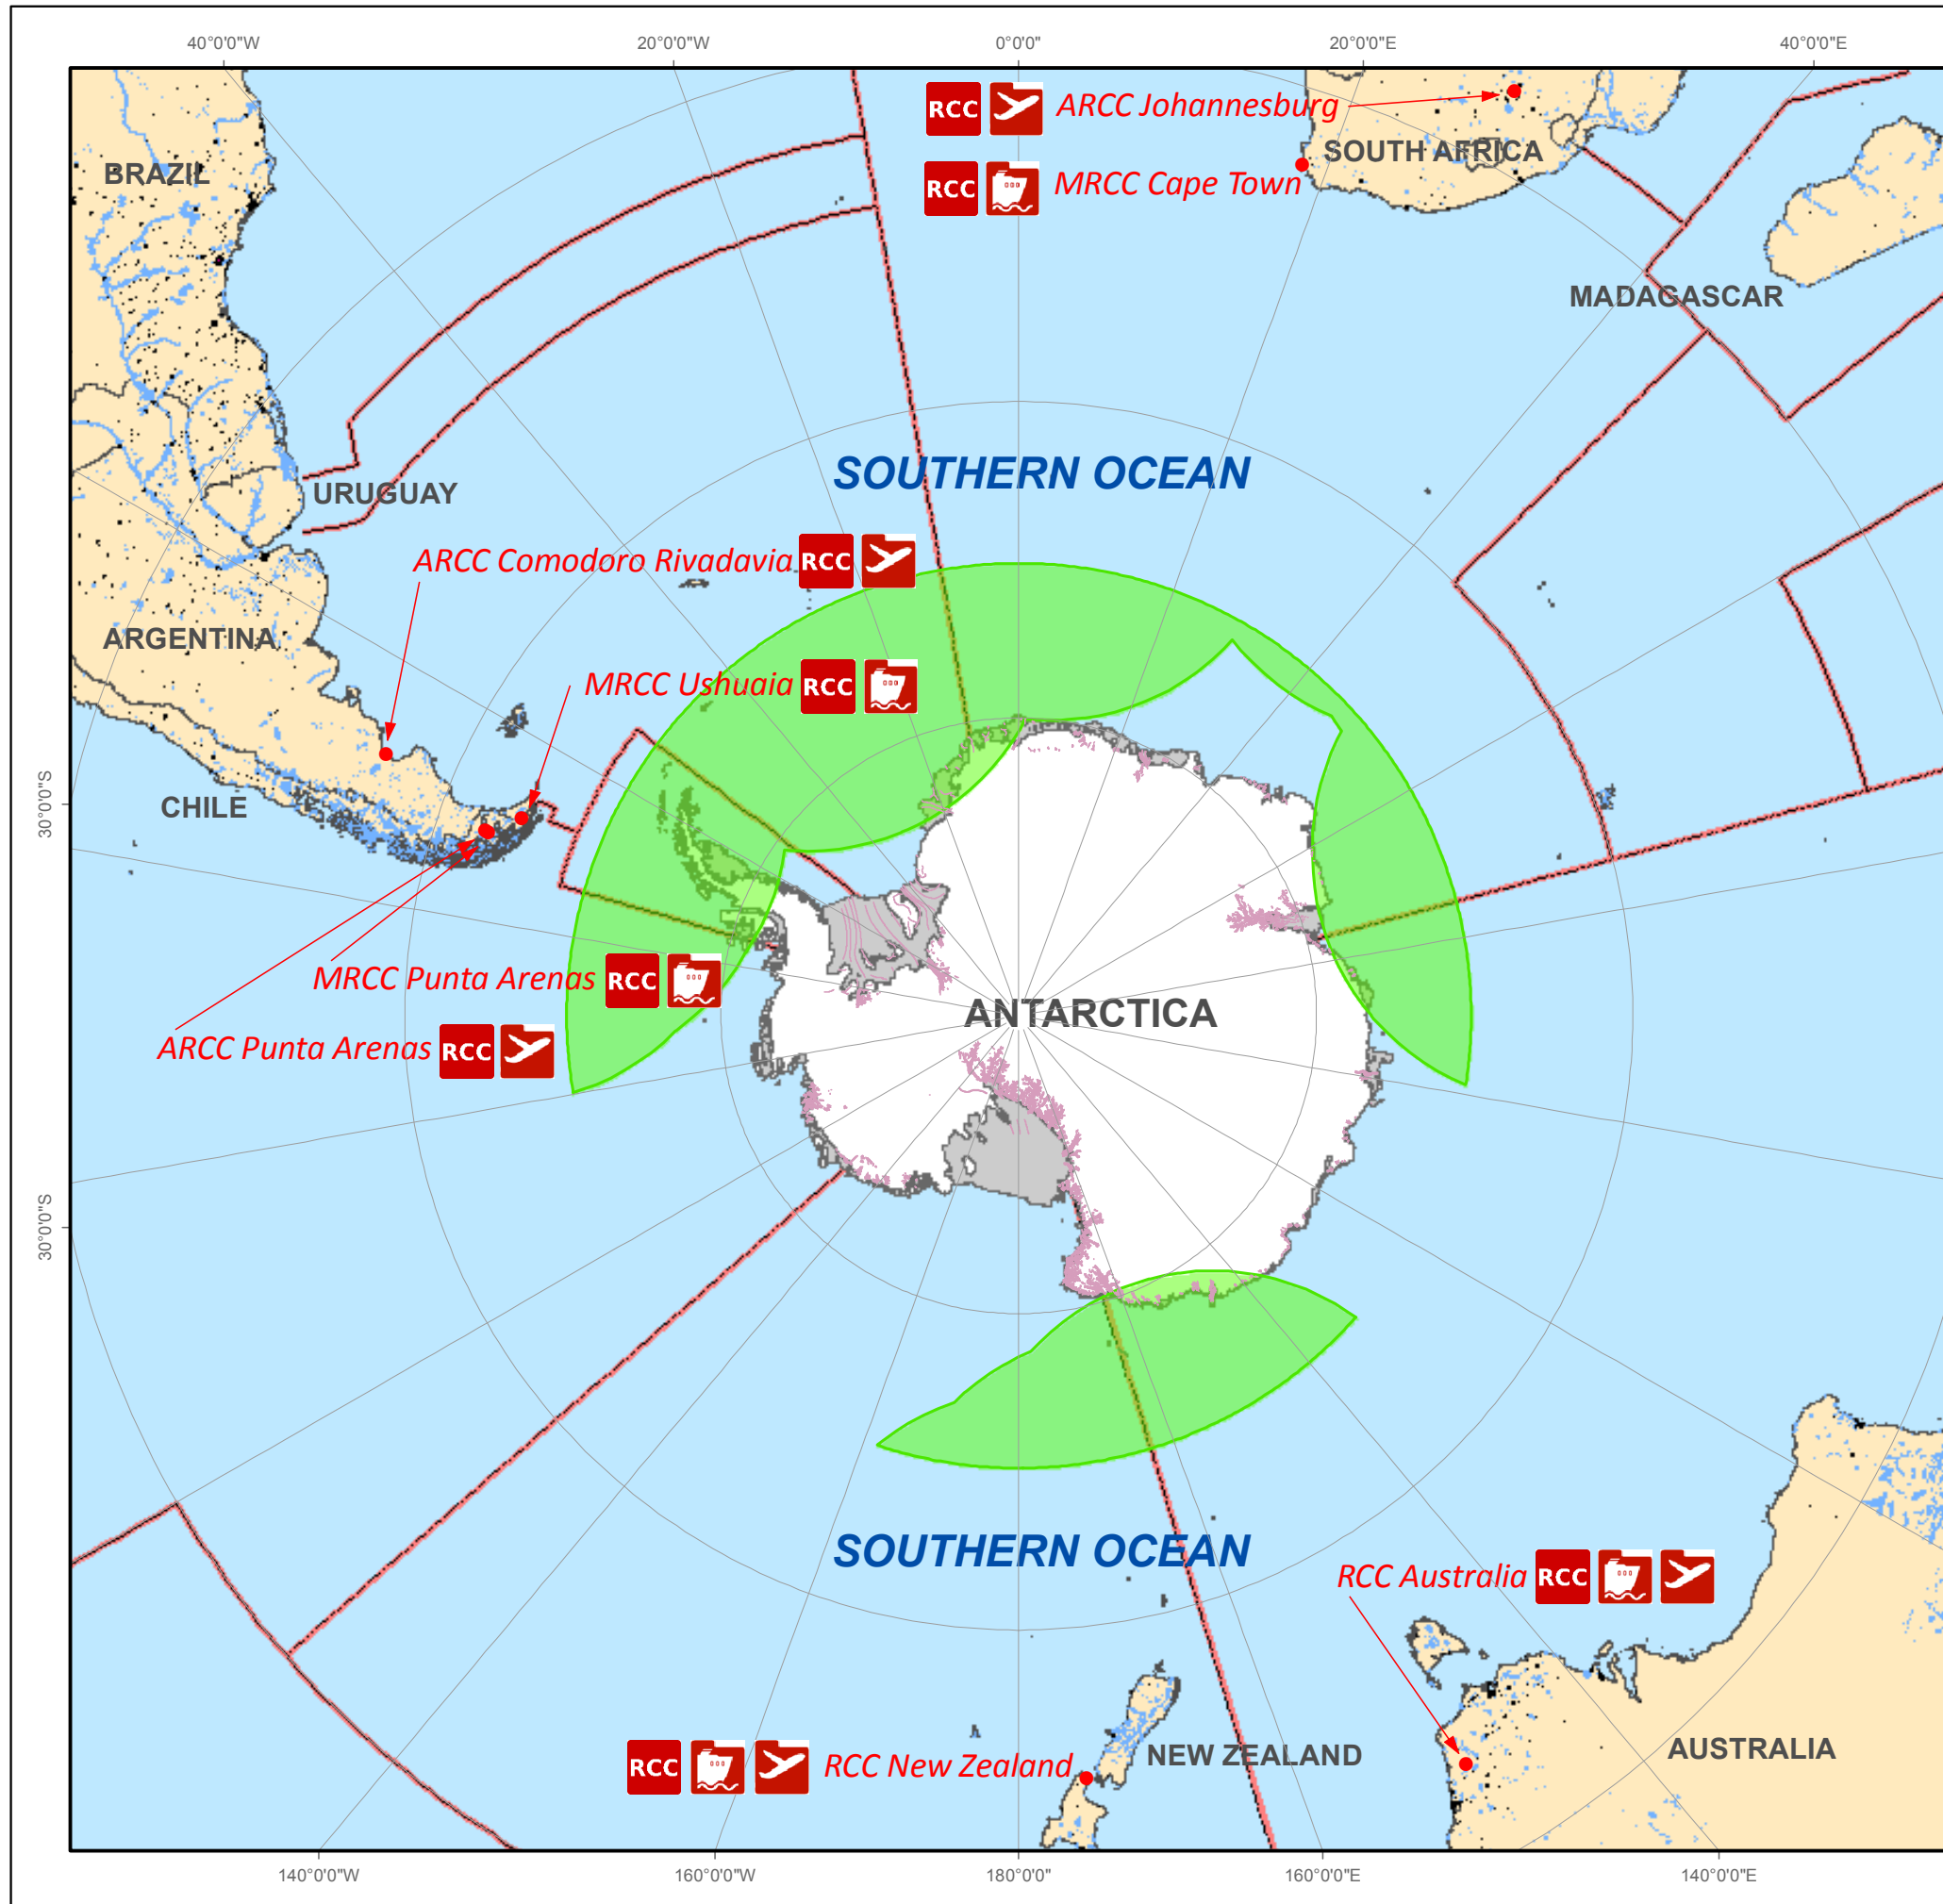 40°0'0"W 20°0'0"W 0°0'0" 20°0'0"E 40°0'0"E
RCC ARCC Johannesburg
BRAZIL
SOUTH AFRICA
RCC MRCC Cape Town
MADAGASCAR
SOUTHERN OCEAN
URUGUAY
ARCC Comodoro Rivadavia RCC
ARGENTINA
MRCC Ushuaia RCC
30°0'0"S
CHILE
MRCC Punta Arenas RCC
ANTARCTICA
ARCC Punta Arenas RCC
30°0'0"S
SOUTHERN OCEAN
RCC Australia RCC
NEW ZEALAND
AUSTRALIA
RCC RCC New Zealand
140°0'0"W 160°0'0"W 180°0'0" 160°0'0"E 140°0'0"E